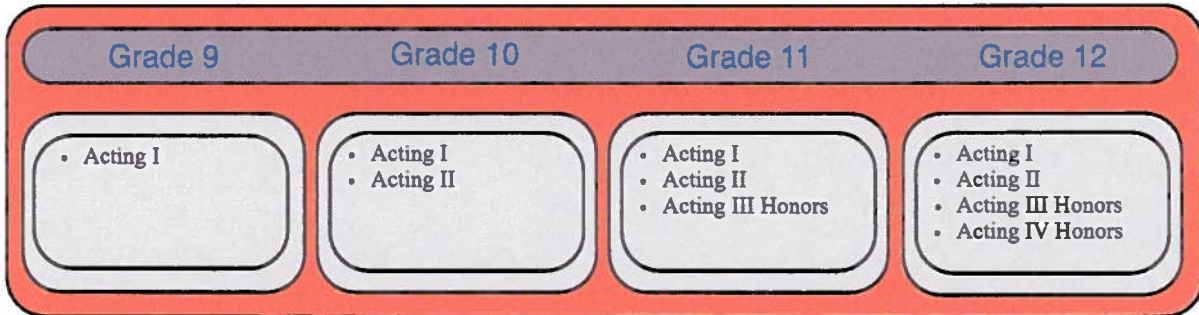 Grade 9
Grade 10
Grade 11
Grade 12
• Acting I
• Acting I
• Acting II
• Acting I
• Acting II
• Acting III Honors
• Acting I
• Acting II
• Acting III Honors
• Acting IV Honors